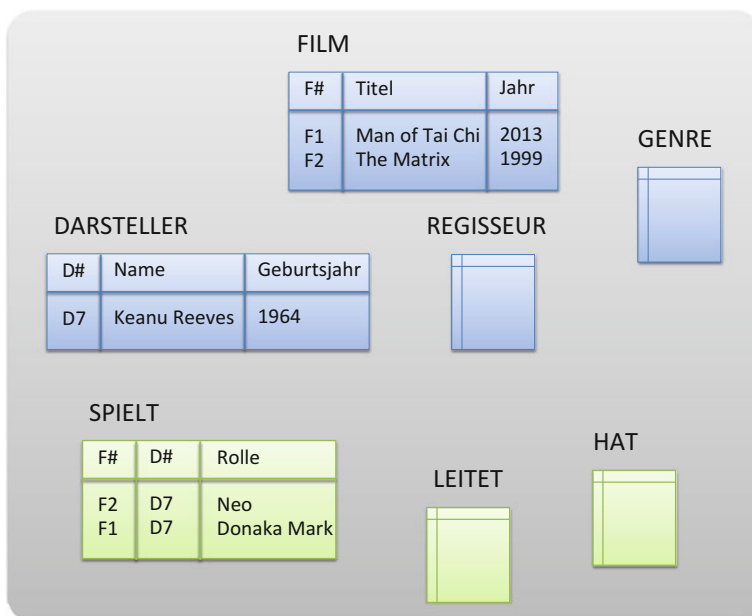 FILM
F# Titel Jahr
F1 Man of Tai Chi 2013
F2 The Matrix 1999
GENRE
DARSTELLER
D# Name Geburtsjahr
D7 Keanu Reeves 1964
REGISSEUR
SPIELT
F# D# Rolle
F2 D7 Neo
F1 D7 Donaka Mark
LEITET
HAT